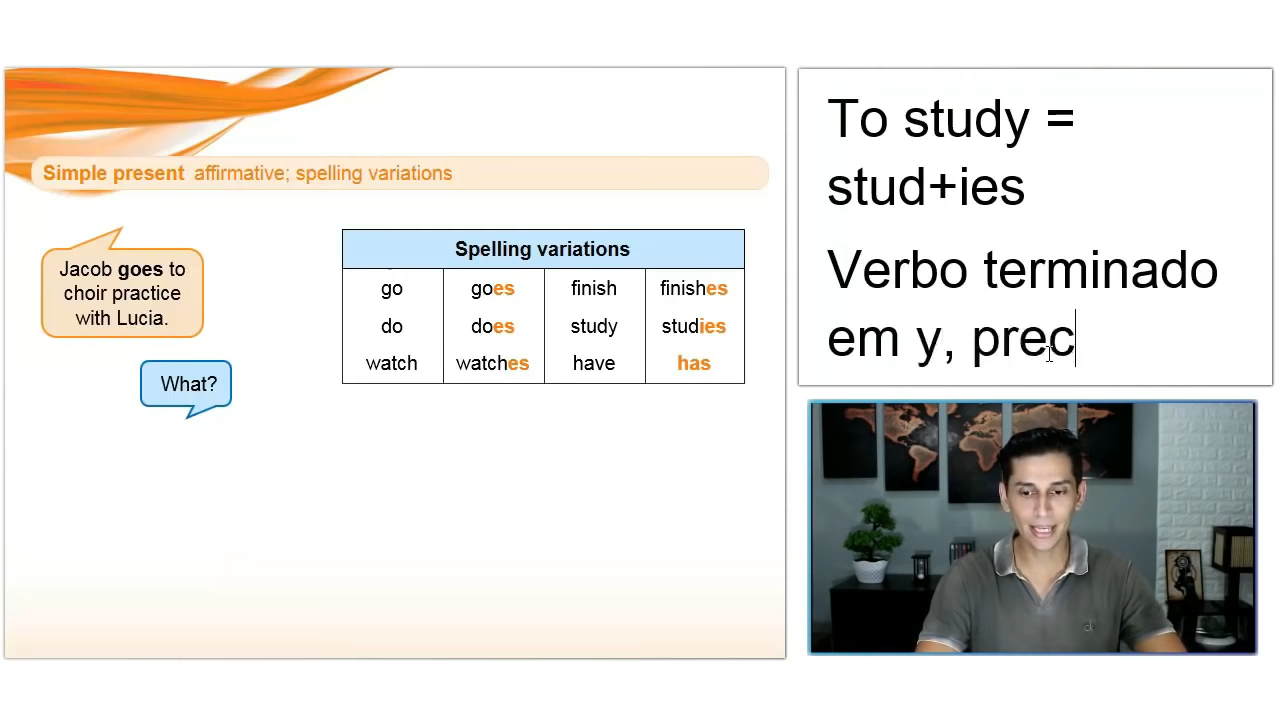 Simple present affirmative; spelling variations
Jacob goes to
choir practice
with Lucia.
What?
Spelling variations
go goes finish finishes
do does study studies
watch watches have has
To study =
stud+ies
Verbo terminado
em y, prec